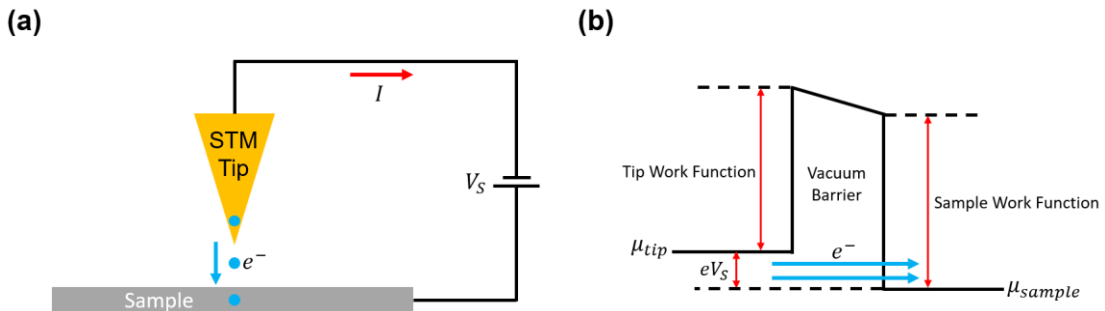 (a)
I
STM
Tip
V_S
e⁻
Sample
(b)
Tip Work Function
Vacuum
Barrier
Sample Work Function
μ_tip
e⁻
eV_S
μ_sample